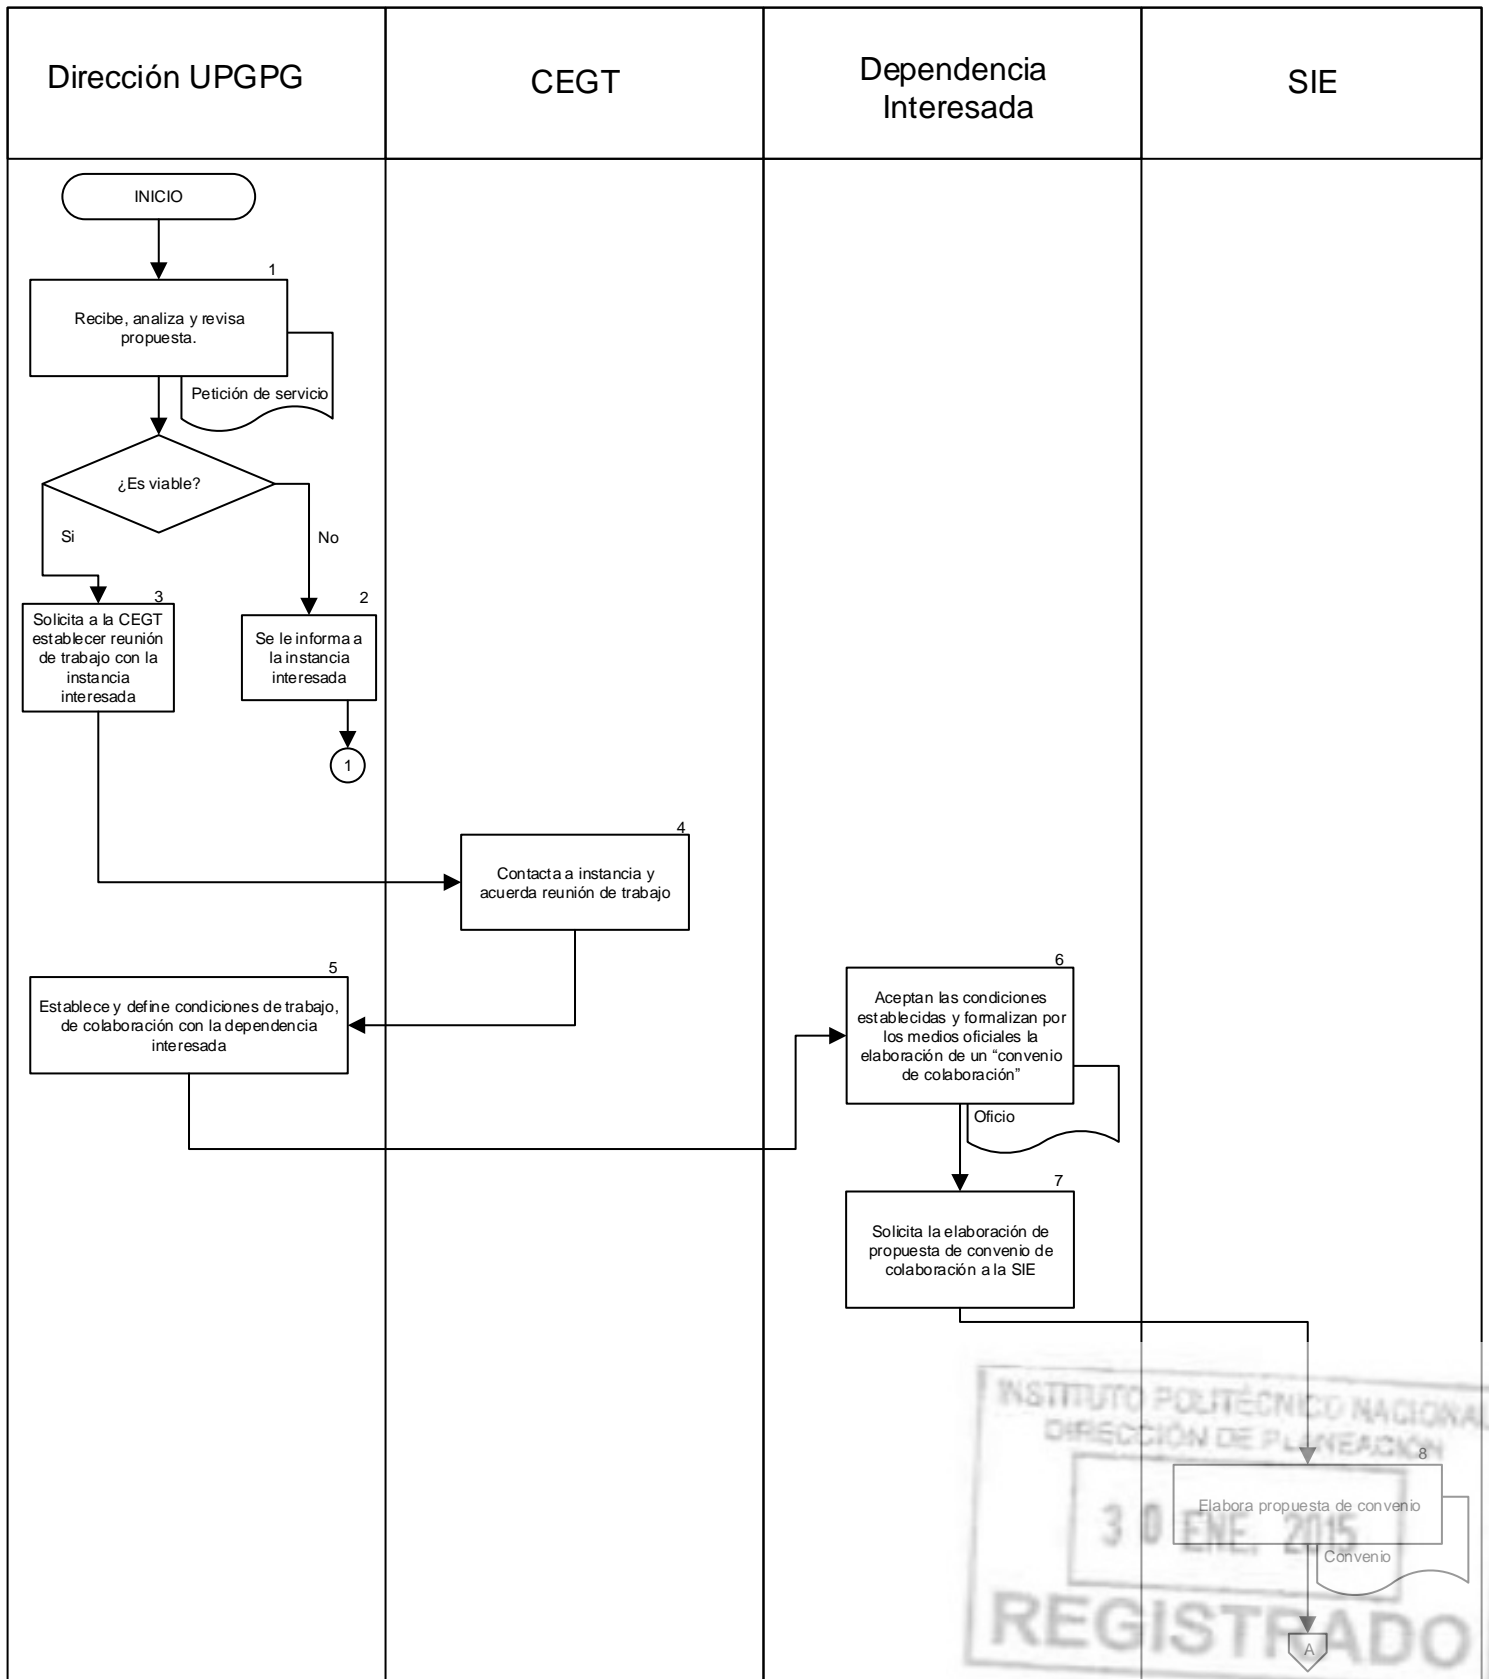 Dirección UPGPG
CEGT
Dependencia
Interesada
SIE
INICIO
1
Recibe, analiza y revisa
propuesta.
Petición de servicio
¿Es viable?
Si
No
3
Solicita a la CEGT
establecer reunión
de trabajo con la
instancia
interesada
2
Se le informa a
la instancia
interesada
1
4
Contacta a instancia y
acuerda reunión de trabajo
5
Establece y define condiciones de trabajo,
de colaboración con la dependencia
interesada
6
Aceptan las condiciones
establecidas y formalizan por
los medios oficiales la
elaboración de un “convenio
de colaboración”
Oficio
7
Solicita la elaboración de
propuesta de convenio de
colaboración a la SIE
8
Elabora propuesta de convenio
Convenio
A
INSTITUTO POLITÉCNICO NACIONAL
DIRECCIÓN DE PLANEACIÓN
30 ENE. 2015
REGISTRADO